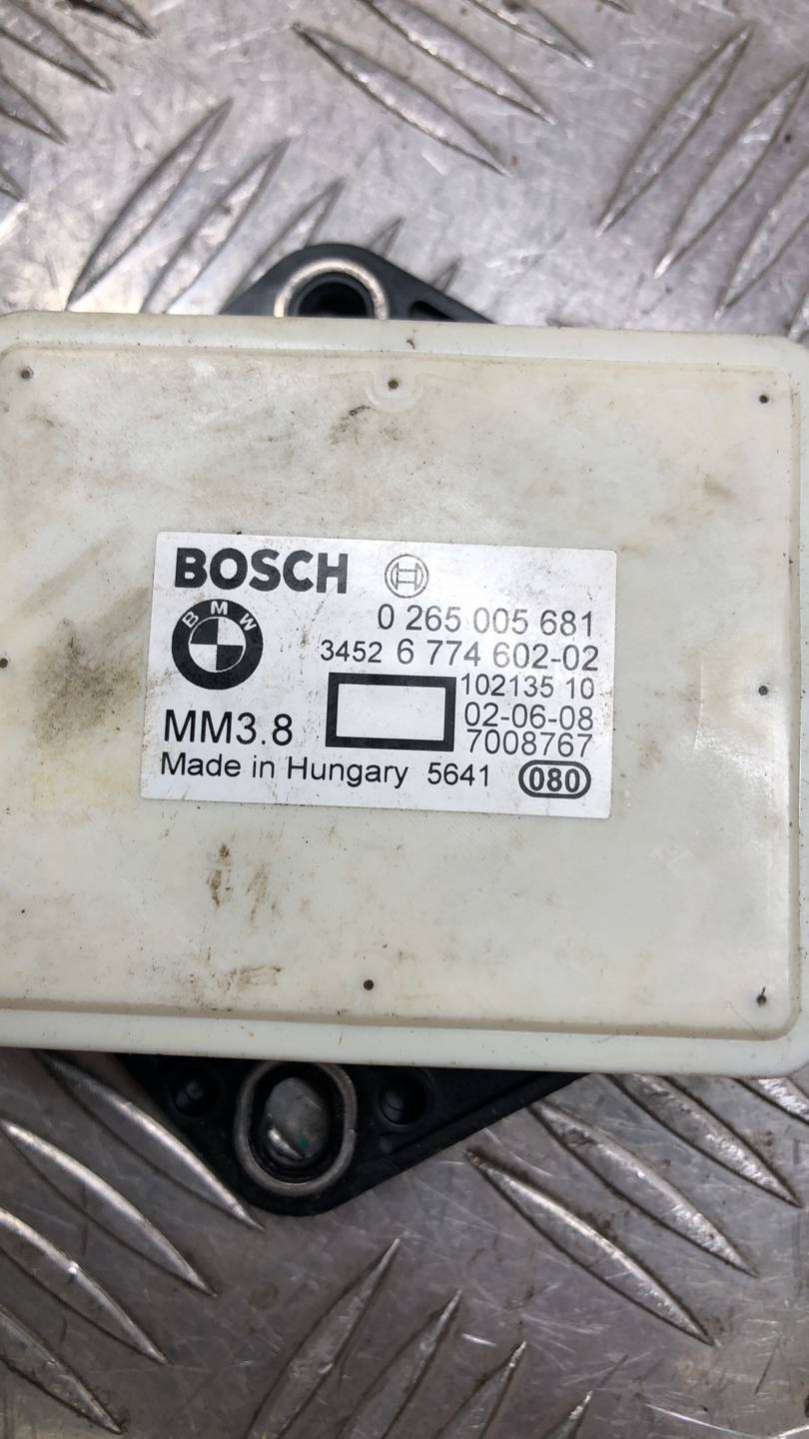 BOSCH
BMW
0 265 005 681
3452 6 774 602-02
102135 10
02-06-08
MM3.8
7008767
Made in Hungary 5641 080